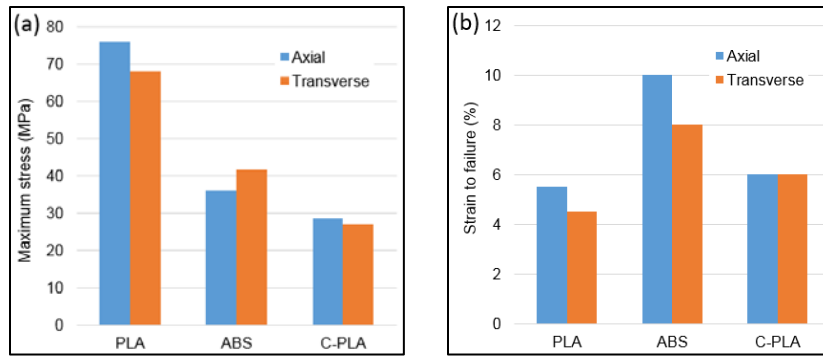 (a)
Maximum stress (MPa)
80
70
60
50
40
30
20
10
0
Axial
Transverse
PLA ABS C-PLA
(b)
Strain to failure (%)
12
10
8
6
4
2
0
Axial
Transverse
PLA ABS C-PLA